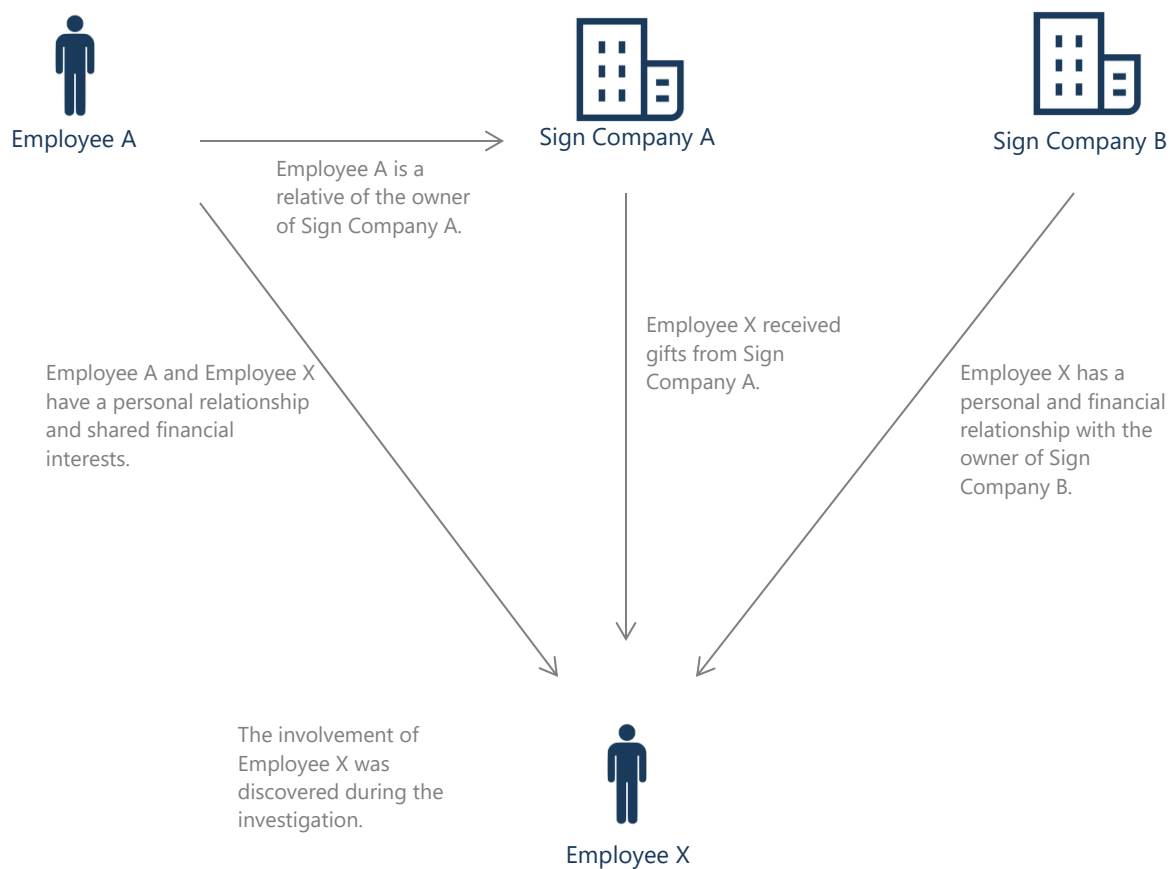 Employee A
Sign Company A
Sign Company B
Employee A is a
relative of the owner
of Sign Company A.
Employee X received
gifts from Sign
Company A.
Employee A and Employee X
have a personal relationship
and shared financial
interests.
Employee X has a
personal and financial
relationship with the
owner of Sign
Company B.
The involvement of
Employee X was
discovered during the
investigation.
Employee X